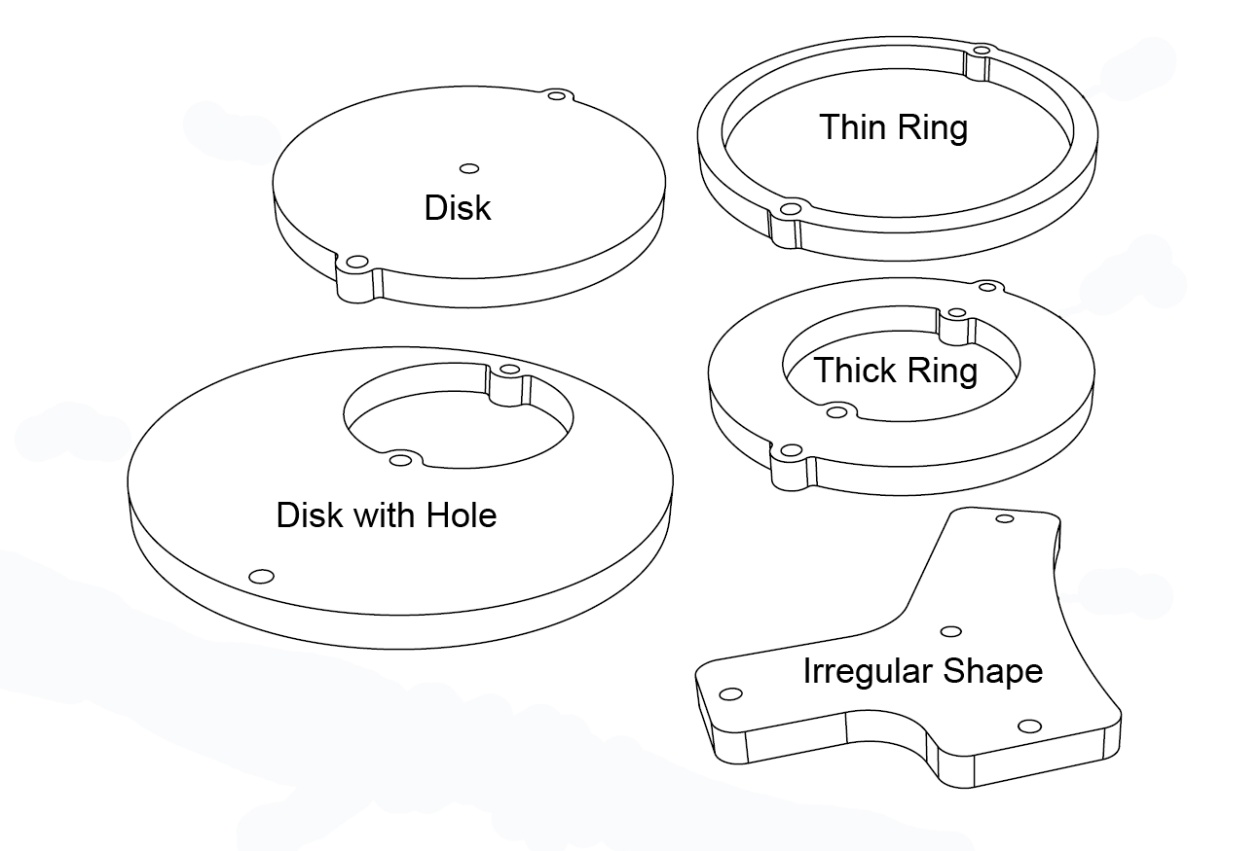 Thin Ring
Disk
Thick Ring
Disk with Hole
Irregular Shape